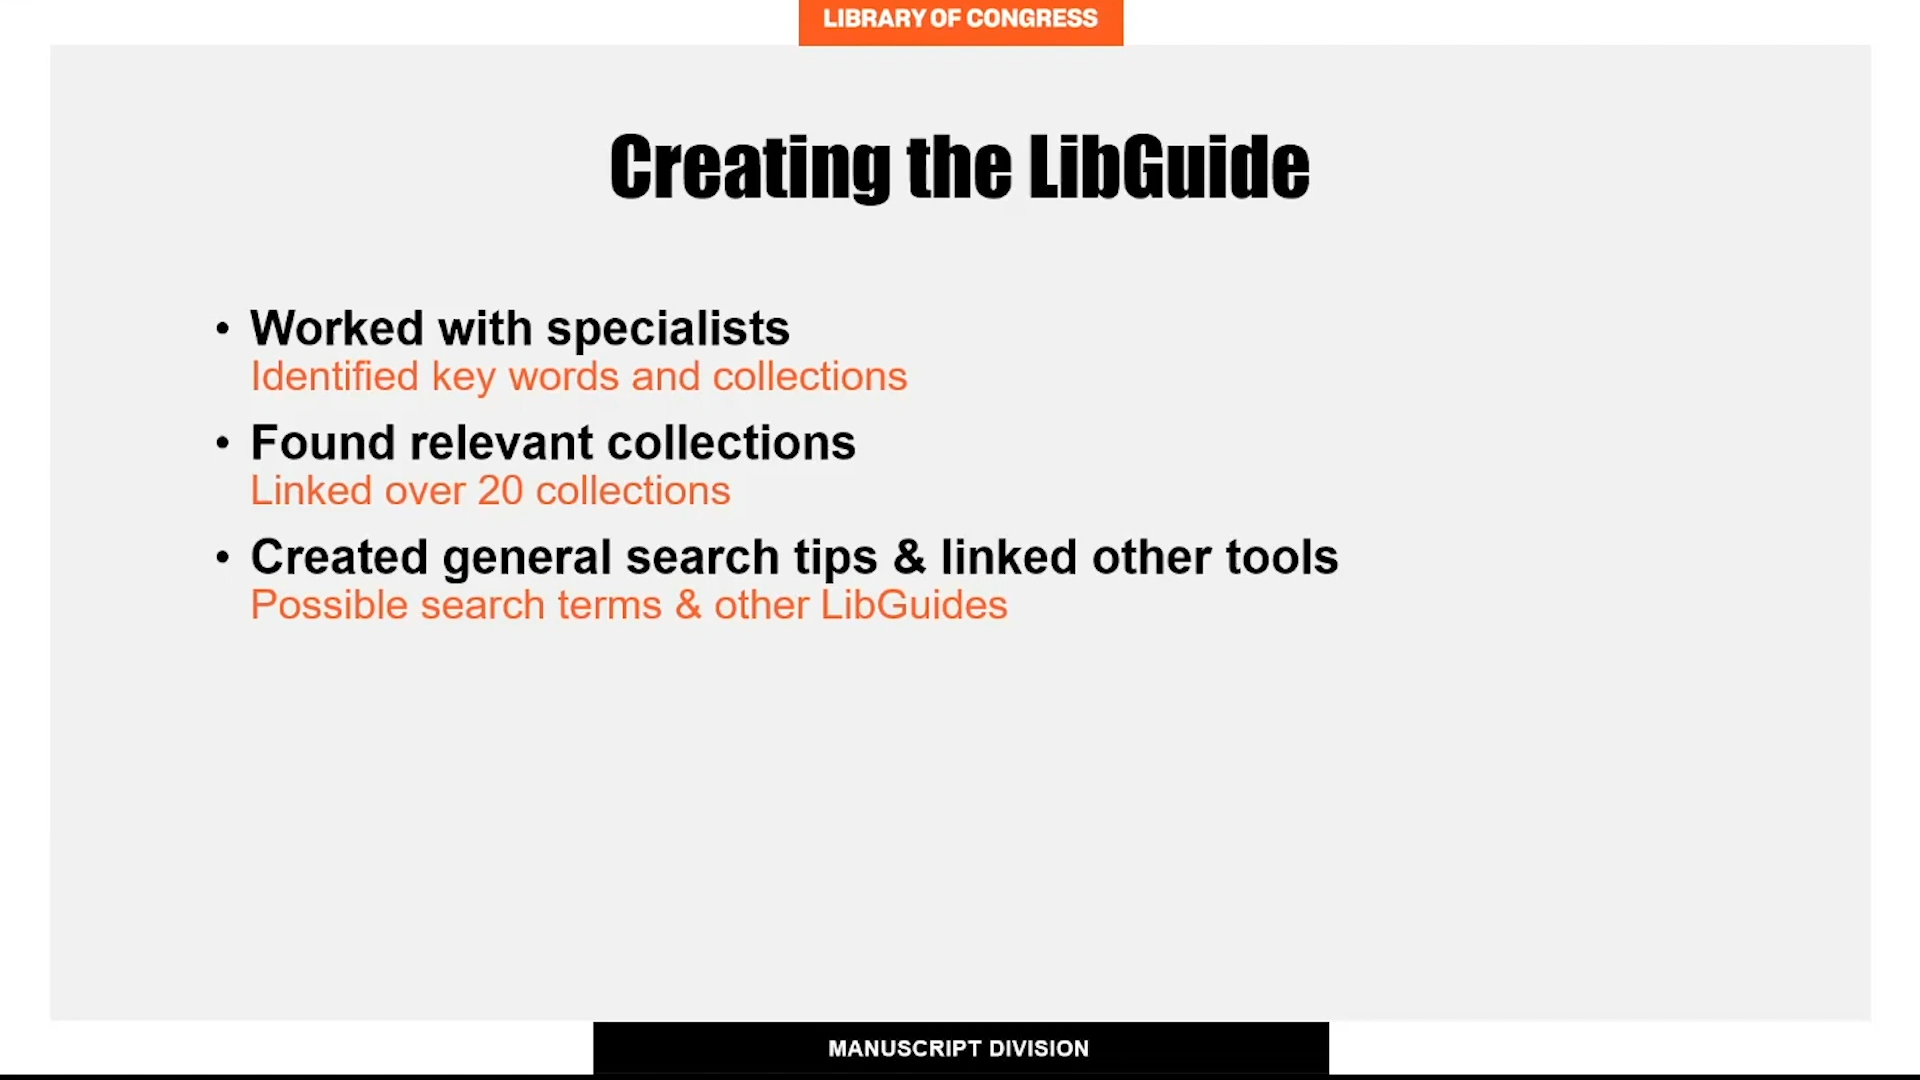 LIBRARY OF CONGRESS
Creating the LibGuide
• Worked with specialists
Identified key words and collections
• Found relevant collections
Linked over 20 collections
• Created general search tips & linked other tools
Possible search terms & other LibGuides
MANUSCRIPT DIVISION